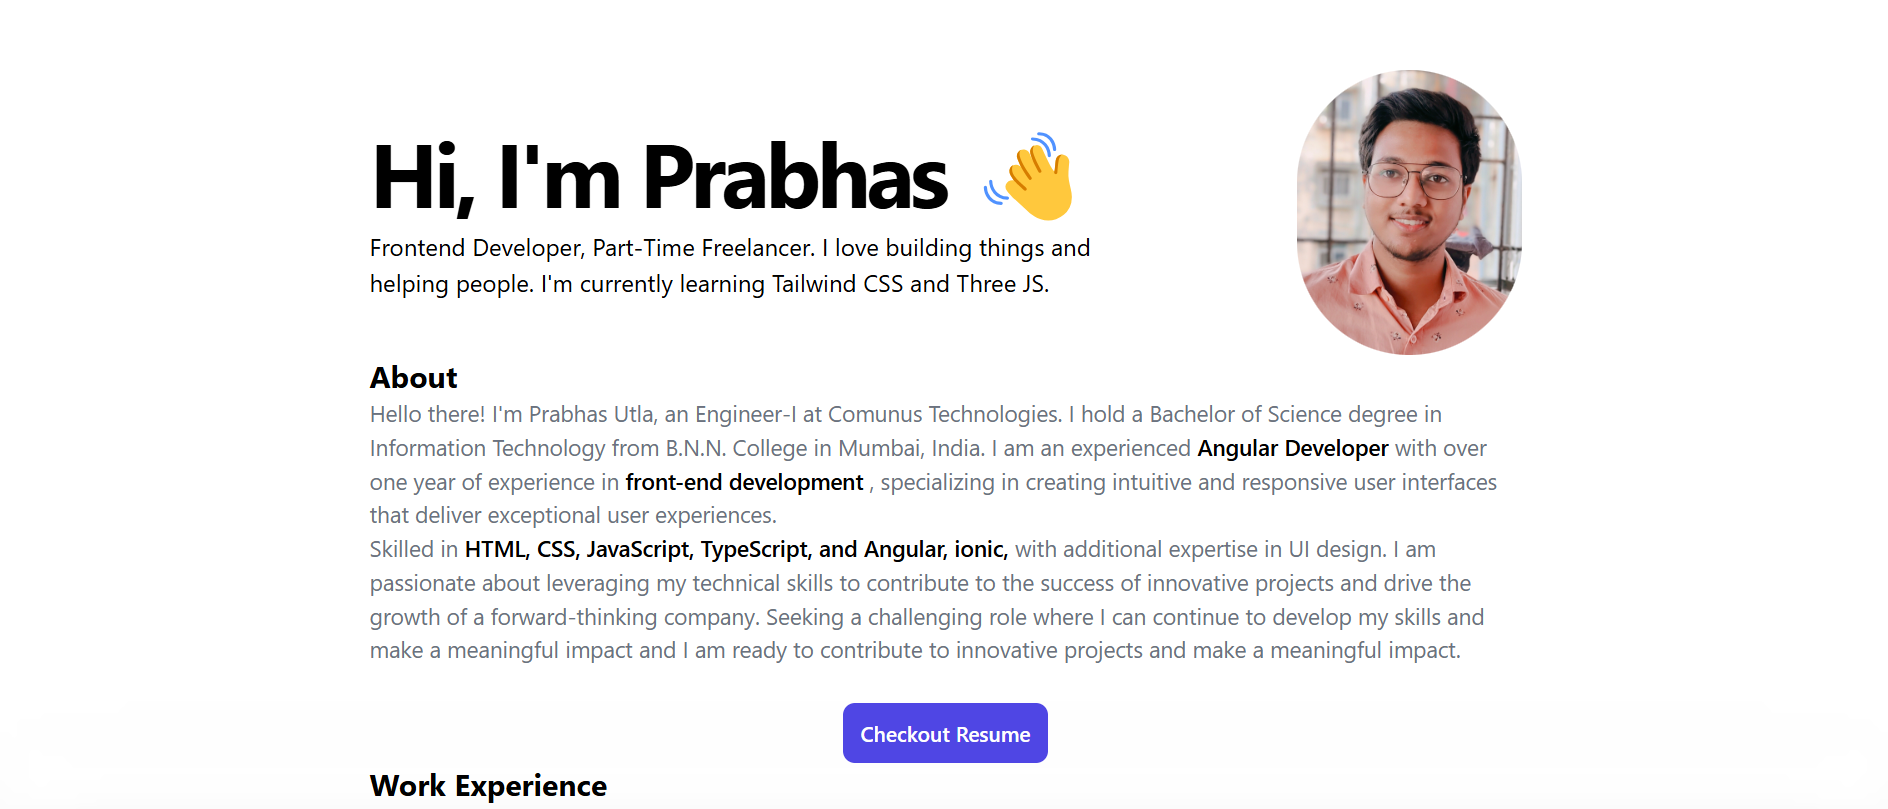 Hi, I'm Prabhas 👋
Frontend Developer, Part-Time Freelancer. I love building things and
helping people. I'm currently learning Tailwind CSS and Three JS.
About
Hello there! I'm Prabhas Utla, an Engineer-I at Comunus Technologies. I hold a Bachelor of Science degree in
Information Technology from B.N.N. College in Mumbai, India. I am an experienced Angular Developer with over
one year of experience in front-end development , specializing in creating intuitive and responsive user interfaces
that deliver exceptional user experiences.
Skilled in HTML, CSS, JavaScript, TypeScript, and Angular, ionic, with additional expertise in UI design. I am
passionate about leveraging my technical skills to contribute to the success of innovative projects and drive the
growth of a forward-thinking company. Seeking a challenging role where I can continue to develop my skills and
make a meaningful impact and I am ready to contribute to innovative projects and make a meaningful impact.
Checkout Resume
Work Experience